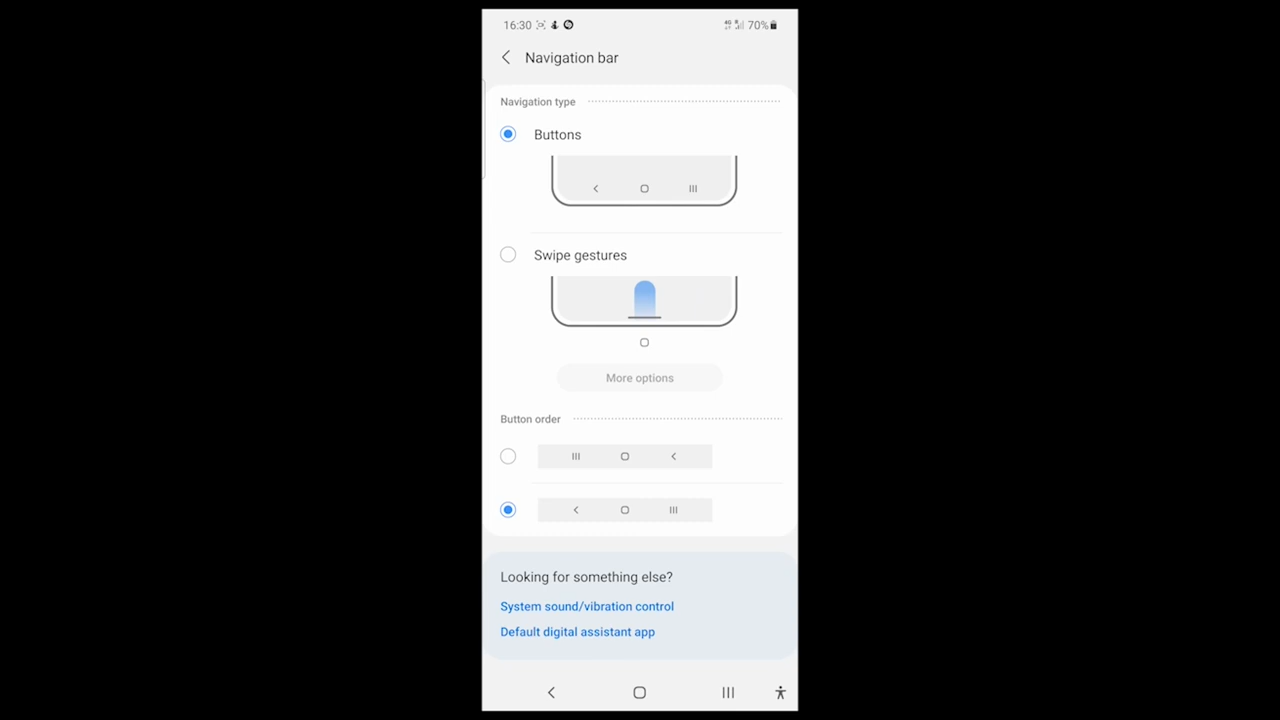 16:30
70%
Navigation bar
Navigation type
Buttons
Swipe gestures
More options
Button order
Looking for something else?
System sound/vibration control
Default digital assistant app